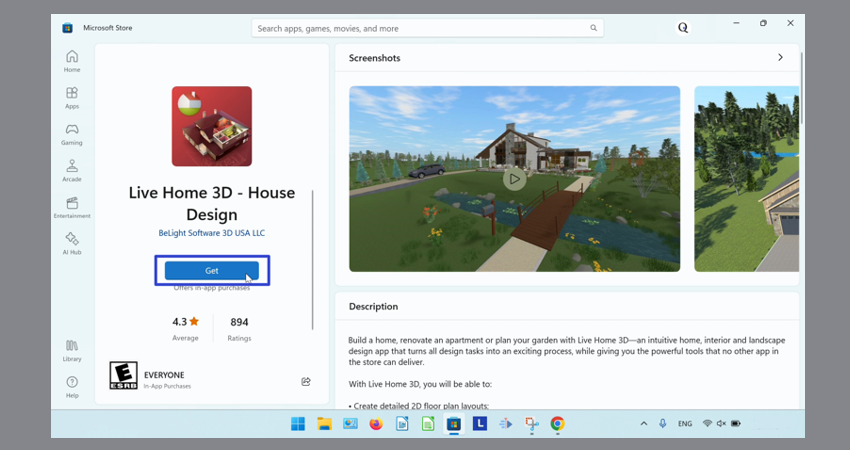 Microsoft Store
Search apps, games, movies, and more
Q
Home
Apps
Gaming
Arcade
Entertainment
AI Hub
Library
Help
Live Home 3D - House
Design
BeLight Software 3D USA LLC
Get
Offers in-app purchases
4.3
Average
894
Ratings
E
ESRB
EVERYONE
In-App Purchases
Screenshots
Description
Build a home, renovate an apartment or plan your garden with Live Home 3D—an intuitive home, interior and landscape
design app that turns all design tasks into an exciting process, while giving you the powerful tools that no other app in
the store can deliver.
With Live Home 3D, you will be able to:
• Create detailed 2D floor plan layouts:
L
ENG